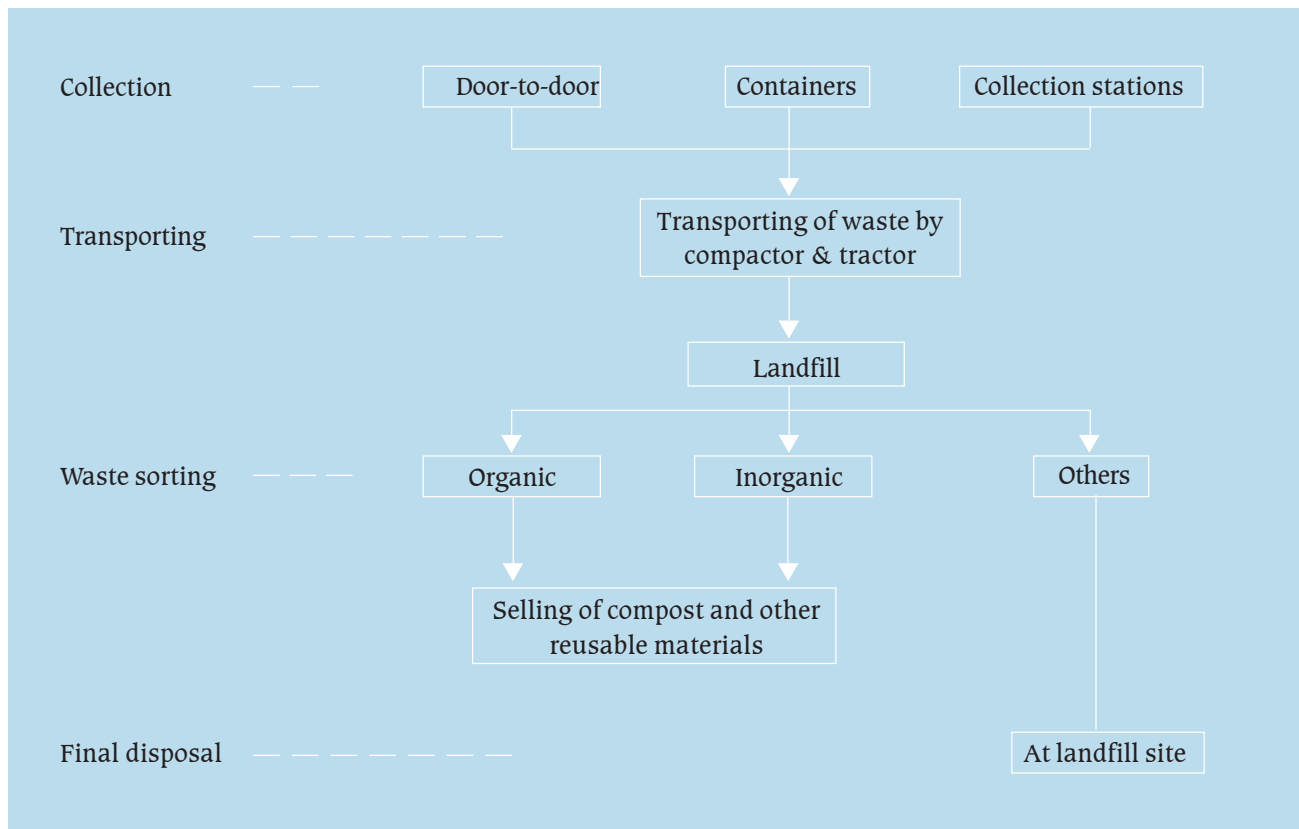 Collection
Door-to-door
Containers
Collection stations
Transporting
Transporting of waste by
compactor & tractor
Landfill
Waste sorting
Organic
Inorganic
Others
Selling of compost and other
reusable materials
Final disposal
At landfill site